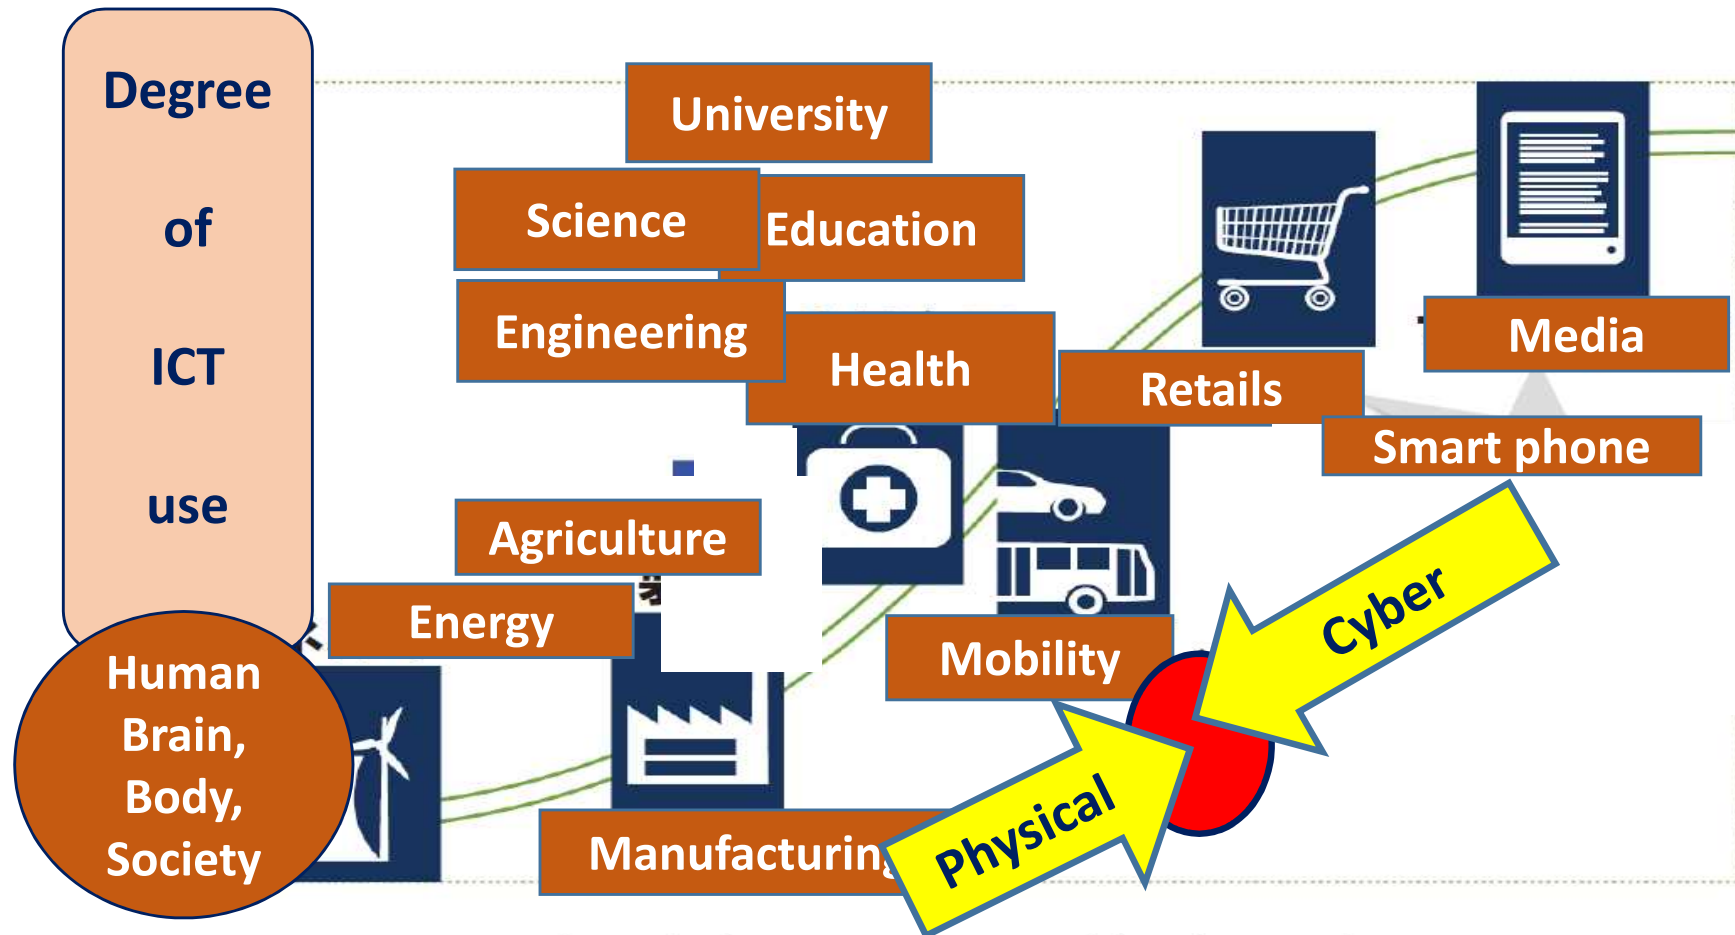 Degree
of
ICT
use
Human
Brain,
Body,
Society
University
Science
Education
Engineering
Health
Retails
Media
Smart phone
Agriculture
Energy
Mobility
Manufacturing
Cyber
Physical